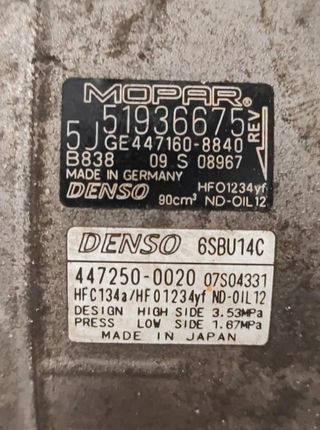 MOPAR®
51936675
5J GE447160-8840 REV
B838 09 S 08967
MADE IN GERMANY
DENSO HFO1234yf
90cm³ ND-OIL12
DENSO 6SBU14C
447250-0020 07S04331
HFC134a/HFO1234yf ND-OIL12
DESIGN HIGH SIDE 3.53MPa
PRESS LOW SIDE 1.67MPa
MADE IN JAPAN